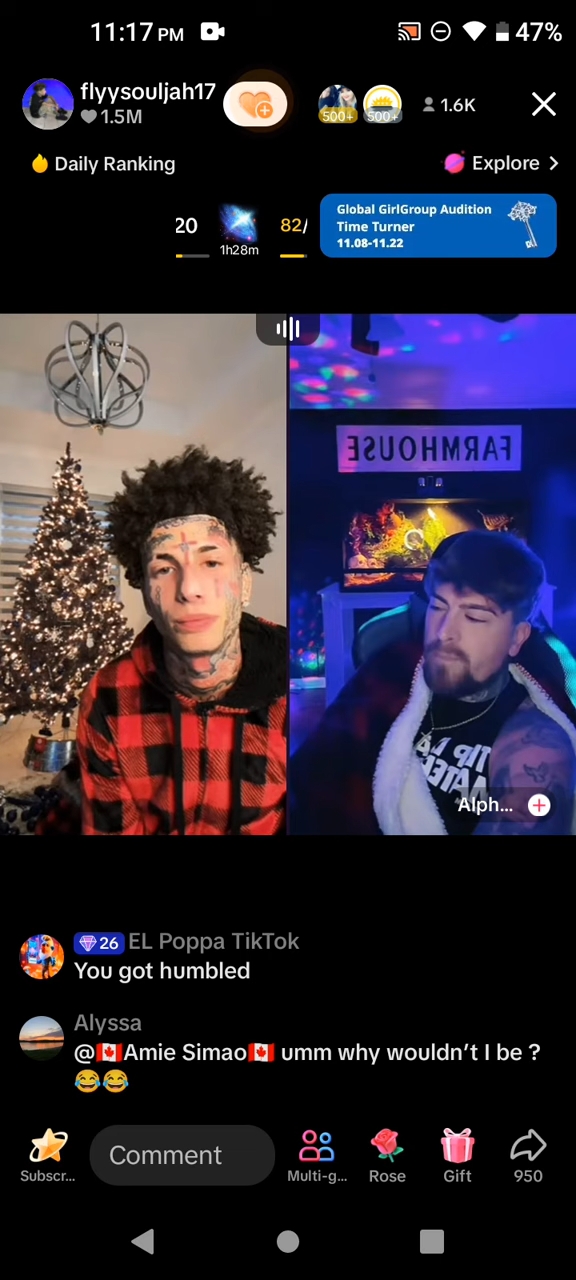 11:17 PM
47%
flyysouljah17
1.5M
500+
500+
1.6K
Daily Ranking
Explore >
20
1h28m
82/
Global GirlGroup Audition
Time Turner
11.08-11.22
FARMHOUSE
Alph...
26 EL Poppa TikTok
You got humbled
Alyssa
@🇨🇦Amie Simao🇨🇦 umm why wouldn’t I be ?
😂😂
Subscr...
Comment
Multi-g...
Rose
Gift
950